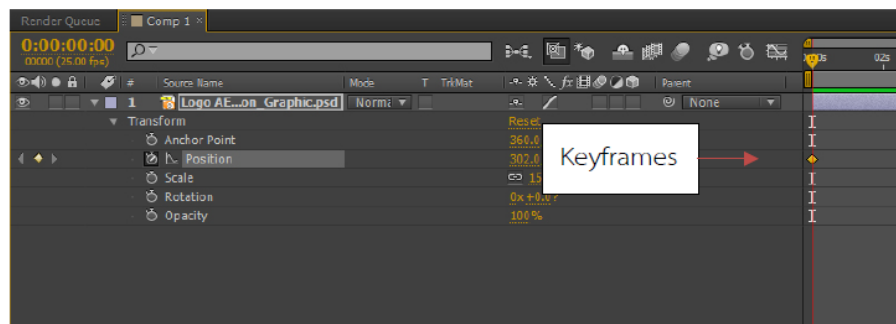 Render Queue Comp 1 ×
0:00:00:00
00000 (25.00 fps)
02s
# Source Name Mode T TrkMat fx Parent
1 Logo AE...on_Graphic.psd Norma None
Transform Reset
Anchor Point 360.0
Position 302.0
Keyframes
Scale 15
Rotation 0x+0.0
Opacity 100%